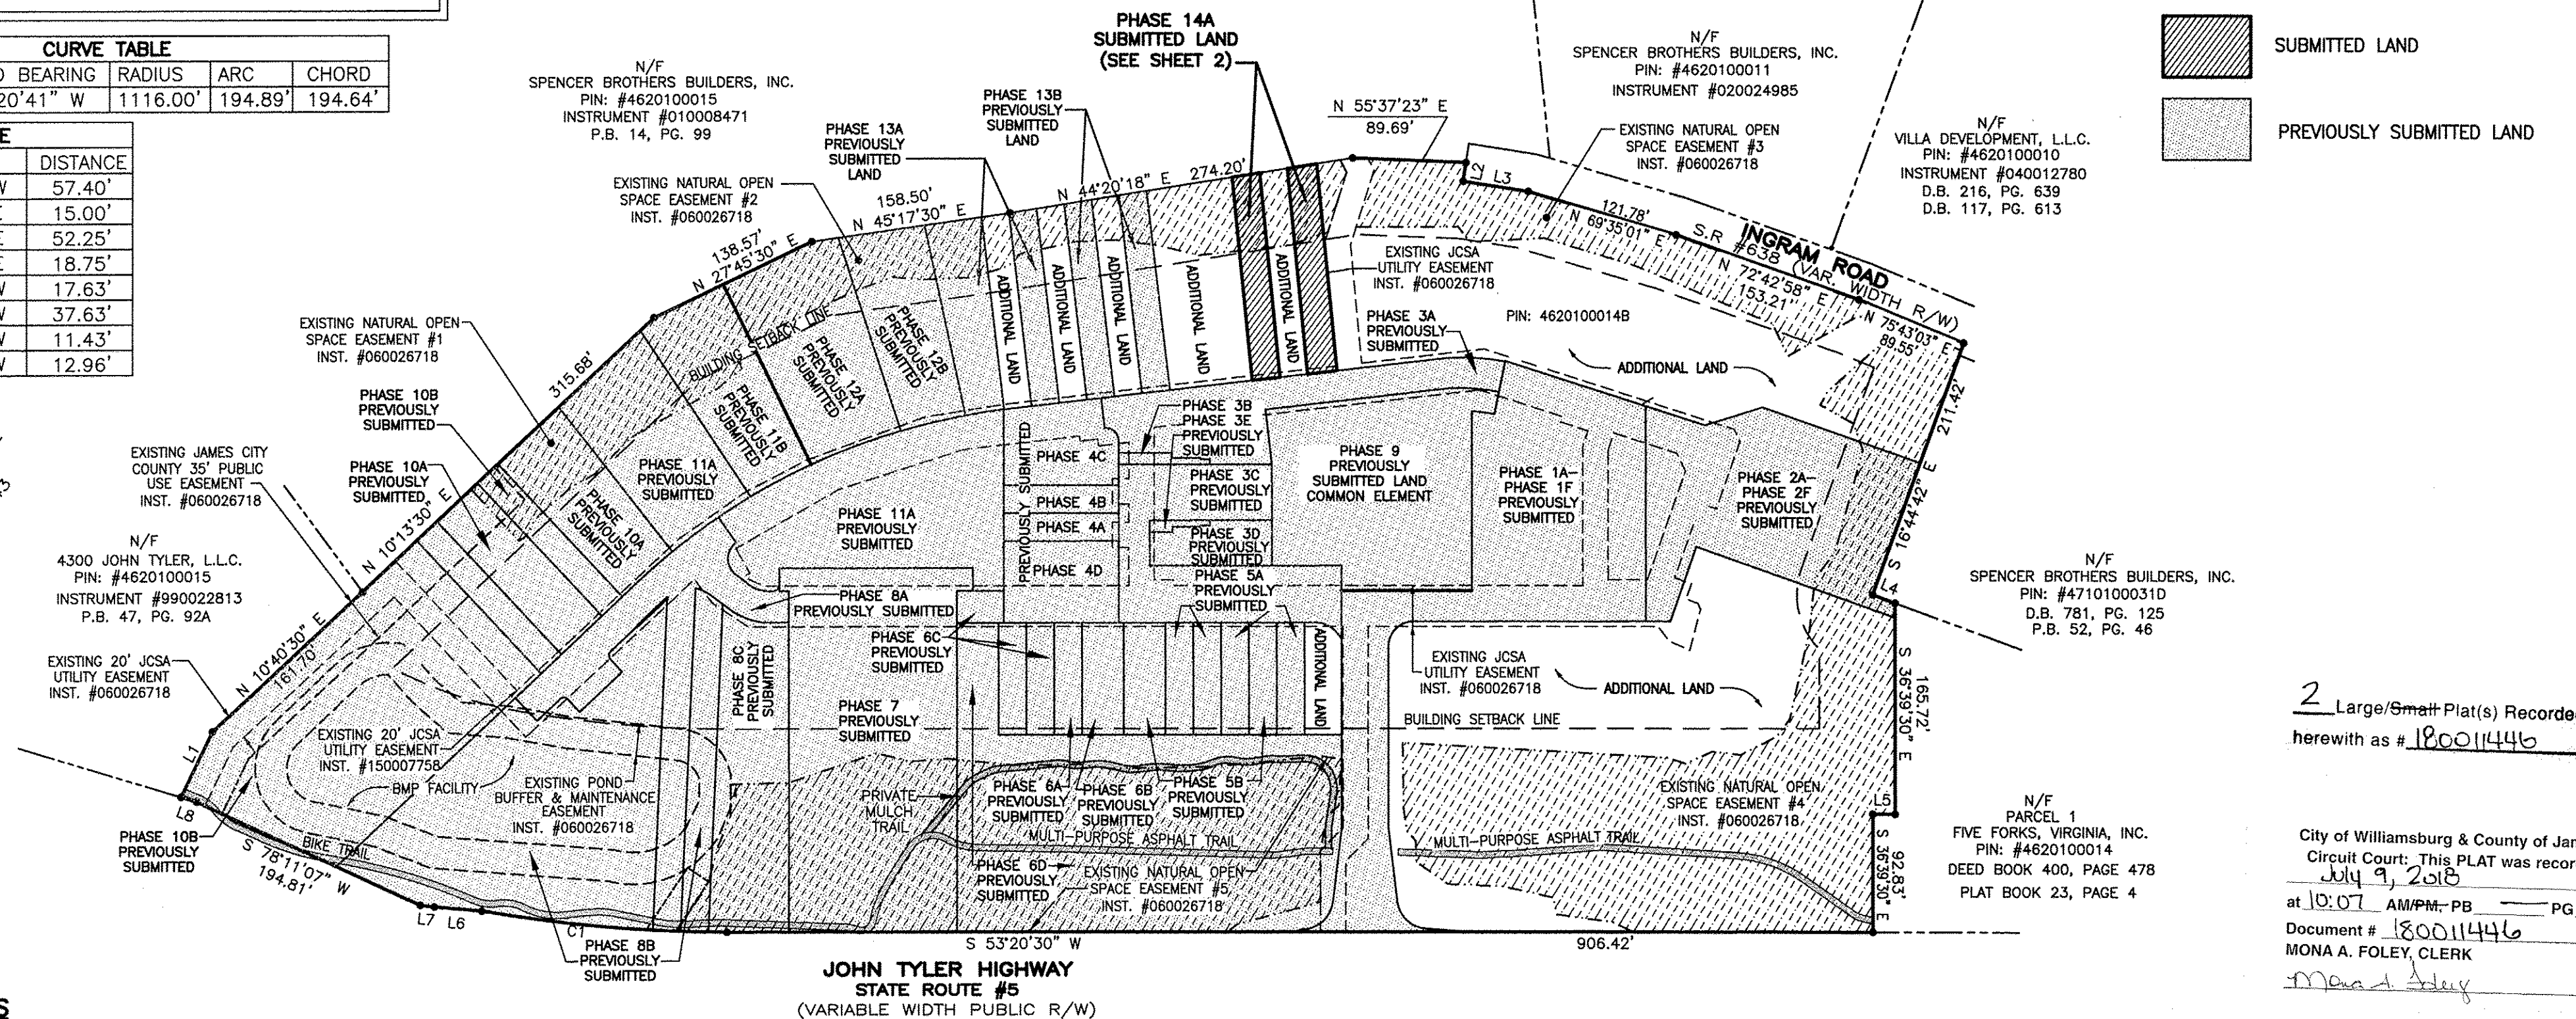 CURVE TABLE
BEARING RADIUS ARC CHORD
20'41" W 1116.00' 194.89' 194.64'
DISTANCE
57.40'
15.00'
52.25'
18.75'
17.63'
37.63'
11.43'
12.96'
N/F
SPENCER BROTHERS BUILDERS, INC.
PIN: #4620100015
INSTRUMENT #010008471
P.B. 14, PG. 99
PHASE 14A
SUBMITTED LAND
(SEE SHEET 2)
N/F
SPENCER BROTHERS BUILDERS, INC.
PIN: #4620100011
INSTRUMENT #020024985
N/F
VILLA DEVELOPMENT, L.L.C.
PIN: #4620100010
INSTRUMENT #040012780
D.B. 216, PG. 639
D.B. 117, PG. 613
SUBMITTED LAND
PREVIOUSLY SUBMITTED LAND
PHASE 13A
PREVIOUSLY
SUBMITTED
LAND
PHASE 13B
PREVIOUSLY
SUBMITTED
LAND
N 55°37'23" E
89.69'
EXISTING NATURAL OPEN
SPACE EASEMENT #3
INST. #060026718
EXISTING NATURAL OPEN
SPACE EASEMENT #2
INST. #060026718
N 27°45'30" E
138.57'
N 45°17'30" E
158.50'
N 44°20'18" E 274.20'
L2
L3
121.78'
N 69°35'01" E
S.R #638 (VAR. WIDTH R/W)
INGRAM ROAD
N 72°42'58" E
153.21'
N 75°43'03" E
89.55'
EXISTING NATURAL OPEN
SPACE EASEMENT #1
INST. #060026718
315.68'
N 10°13'30" E
BUILDING SETBACK LINE
PHASE 11B
PREVIOUSLY
SUBMITTED
PHASE 12A
PREVIOUSLY
SUBMITTED
PHASE 12B
PREVIOUSLY
SUBMITTED
ADDITIONAL LAND
ADDITIONAL LAND
ADDITIONAL LAND
ADDITIONAL LAND
ADDITIONAL LAND
EXISTING JCSA
UTILITY EASEMENT
INST. #060026718
PHASE 3A
PREVIOUSLY
SUBMITTED
PIN: 4620100014B
ADDITIONAL LAND
211.42'
S 16°44'42" E
PHASE 10B
PREVIOUSLY
SUBMITTED
PHASE 10A
PREVIOUSLY
SUBMITTED
EXISTING JAMES CITY
COUNTY 35' PUBLIC
USE EASEMENT
INST. #060026718
PHASE 10A
PREVIOUSLY
SUBMITTED
PHASE 11A
PREVIOUSLY
SUBMITTED
PHASE 11A
PREVIOUSLY
SUBMITTED
PREVIOUSLY SUBMITTED
PHASE 4C
PHASE 4B
PHASE 4A
PHASE 4D
PHASE 3B
PHASE 3E
PREVIOUSLY
SUBMITTED
PHASE 3C
PREVIOUSLY
SUBMITTED
PHASE 3D
PREVIOUSLY
SUBMITTED
PHASE 9
PREVIOUSLY
SUBMITTED LAND
COMMON ELEMENT
PHASE 1A-
PHASE 1F
PREVIOUSLY
SUBMITTED
PHASE 2A-
PHASE 2F
PREVIOUSLY
SUBMITTED
N/F
4300 JOHN TYLER, L.L.C.
PIN: #4620100015
INSTRUMENT #990022813
P.B. 47, PG. 92A
N/F
SPENCER BROTHERS BUILDERS, INC.
PIN: #4710100031D
D.B. 781, PG. 125
P.B. 52, PG. 46
L4
PHASE 5A
PREVIOUSLY
SUBMITTED
PHASE 8A
PREVIOUSLY SUBMITTED
PHASE 6C
PREVIOUSLY
SUBMITTED
EXISTING 20' JCSA
UTILITY EASEMENT
INST. #060026718
N 10°40'30" E
161.70'
L1
PHASE 8C
PREVIOUSLY
SUBMITTED
PHASE 7
PREVIOUSLY
SUBMITTED
ADDITIONAL LAND
EXISTING JCSA
UTILITY EASEMENT
INST. #060026718
ADDITIONAL LAND
BUILDING SETBACK LINE
S 36°39'30" E
165.72'
EXISTING 20' JCSA
UTILITY EASEMENT
INST. #150007758
BMP FACILITY
EXISTING POND
BUFFER & MAINTENANCE
EASEMENT
INST. #060026718
PRIVATE
MULCH
TRAIL
PHASE 6A
PREVIOUSLY
SUBMITTED
PHASE 6B
PREVIOUSLY
SUBMITTED
PHASE 5B
PREVIOUSLY
SUBMITTED
MULTI-PURPOSE ASPHALT TRAIL
EXISTING NATURAL OPEN
SPACE EASEMENT #4
INST. #060026718
MULTI-PURPOSE ASPHALT TRAIL
L5
S 36°39'30" E
92.83'
L8
PHASE 10B
PREVIOUSLY
SUBMITTED
BIKE TRAIL
S 78°11'07" W
194.81'
L7
L6
C1
PHASE 8B
PREVIOUSLY
SUBMITTED
PHASE 6D
PREVIOUSLY
SUBMITTED
EXISTING NATURAL OPEN
SPACE EASEMENT #5
INST. #060026718
S 53°20'30" W
906.42'
JOHN TYLER HIGHWAY
STATE ROUTE #5
(VARIABLE WIDTH PUBLIC R/W)
N/F
PARCEL 1
FIVE FORKS, VIRGINIA, INC.
PIN: #4620100014
DEED BOOK 400, PAGE 478
PLAT BOOK 23, PAGE 4
2 Large/Small Plat(s)
herewith as # 180011446
City of Williamsburg & County of
Circuit Court: This PLAT was
July 9, 2018
at 10:07 AM/PM, PB PG
Document # 180011446
MONA A. FOLEY, CLERK
Mona A. Foley